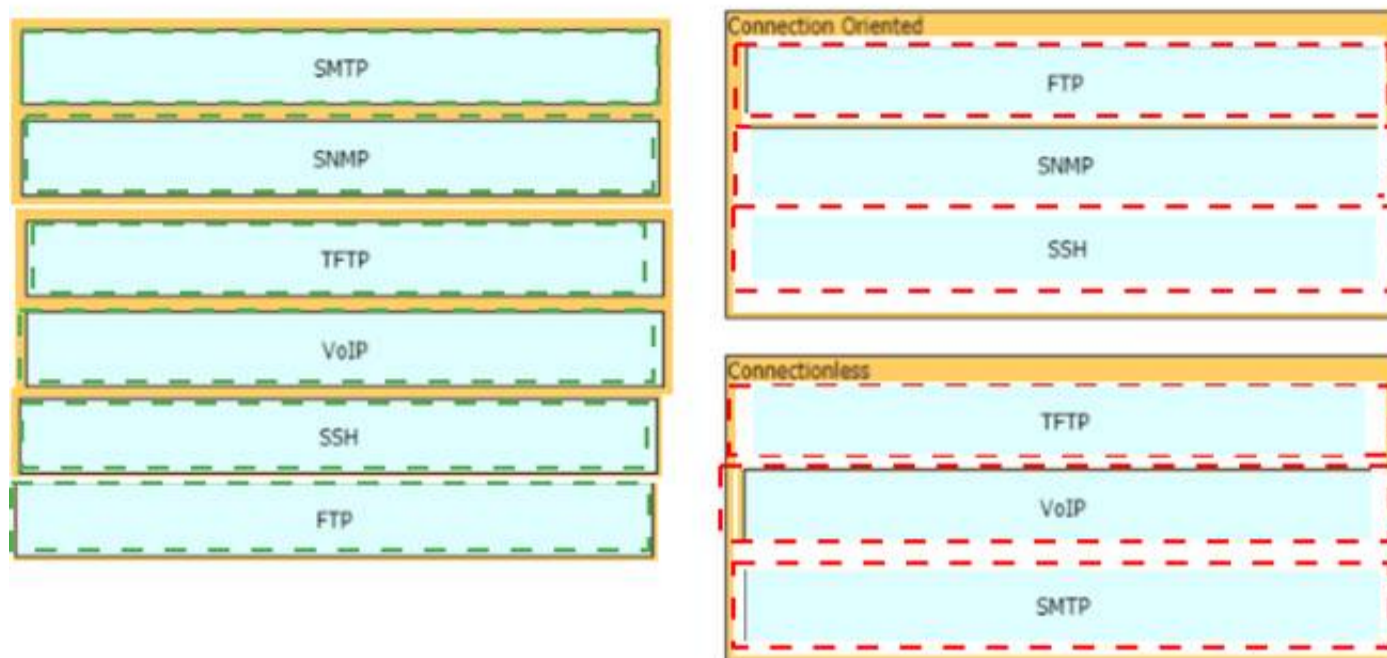 SMTP
SNMP
TFTP
VoIP
SSH
FTP
Connection Oriented
FTP
SNMP
SSH
Connectionless
TFTP
VoIP
SMTP